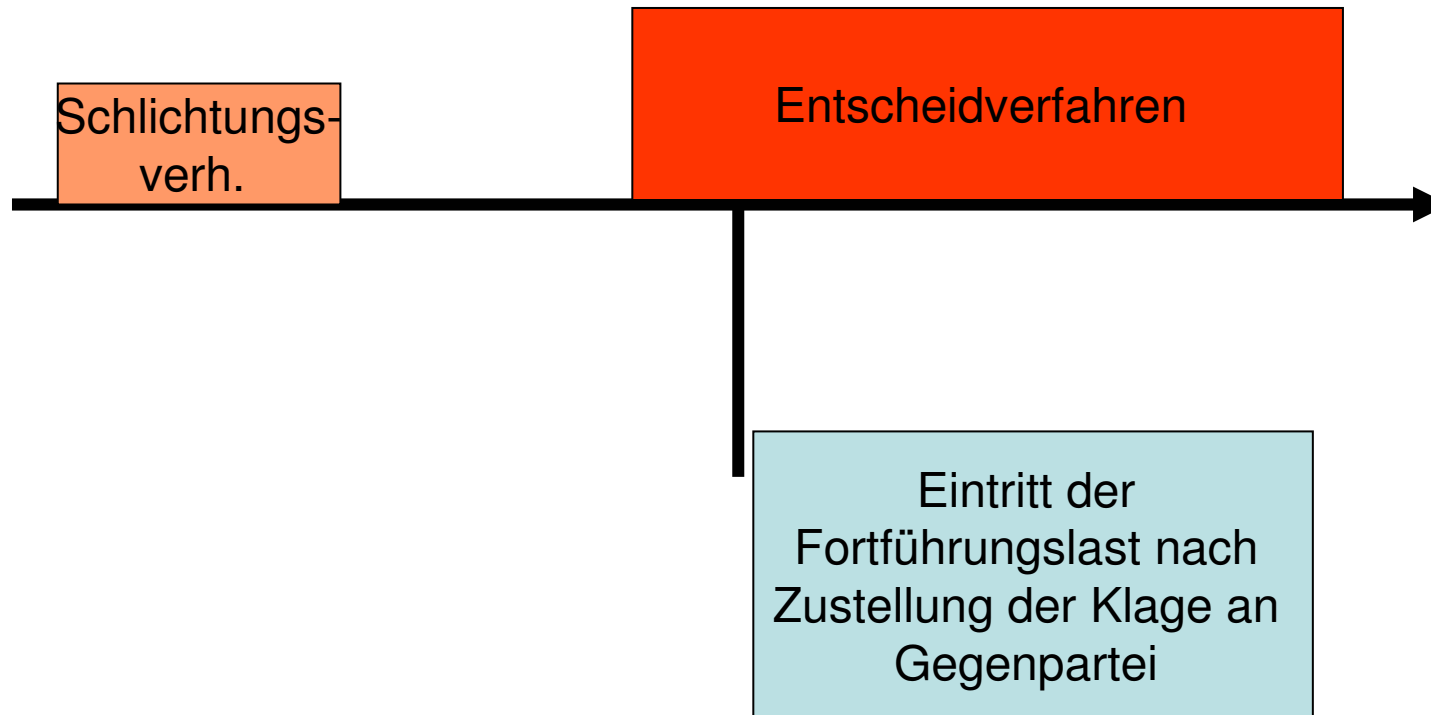 Schlichtungs-
verh.
Entscheidverfahren
Eintritt der
Fortführungslast nach
Zustellung der Klage an
Gegenpartei